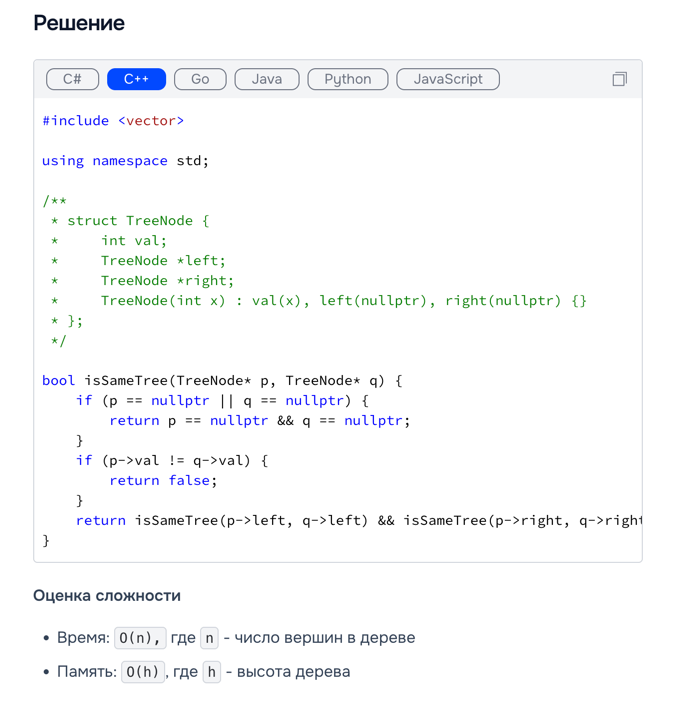 Решение
C# C++ Go Java Python JavaScript
#include <vector>
using namespace std;
/**
 * struct TreeNode {
 *     int val;
 *     TreeNode *left;
 *     TreeNode *right;
 *     TreeNode(int x) : val(x), left(nullptr), right(nullptr) {}
 * };
 */
bool isSameTree(TreeNode* p, TreeNode* q) {
    if (p == nullptr || q == nullptr) {
        return p == nullptr && q == nullptr;
    }
    if (p->val != q->val) {
        return false;
    }
    return isSameTree(p->left, q->left) && isSameTree(p->right, q->right
}
Оценка сложности
• Время: O(n), где n - число вершин в дереве
• Память: O(h), где h - высота дерева